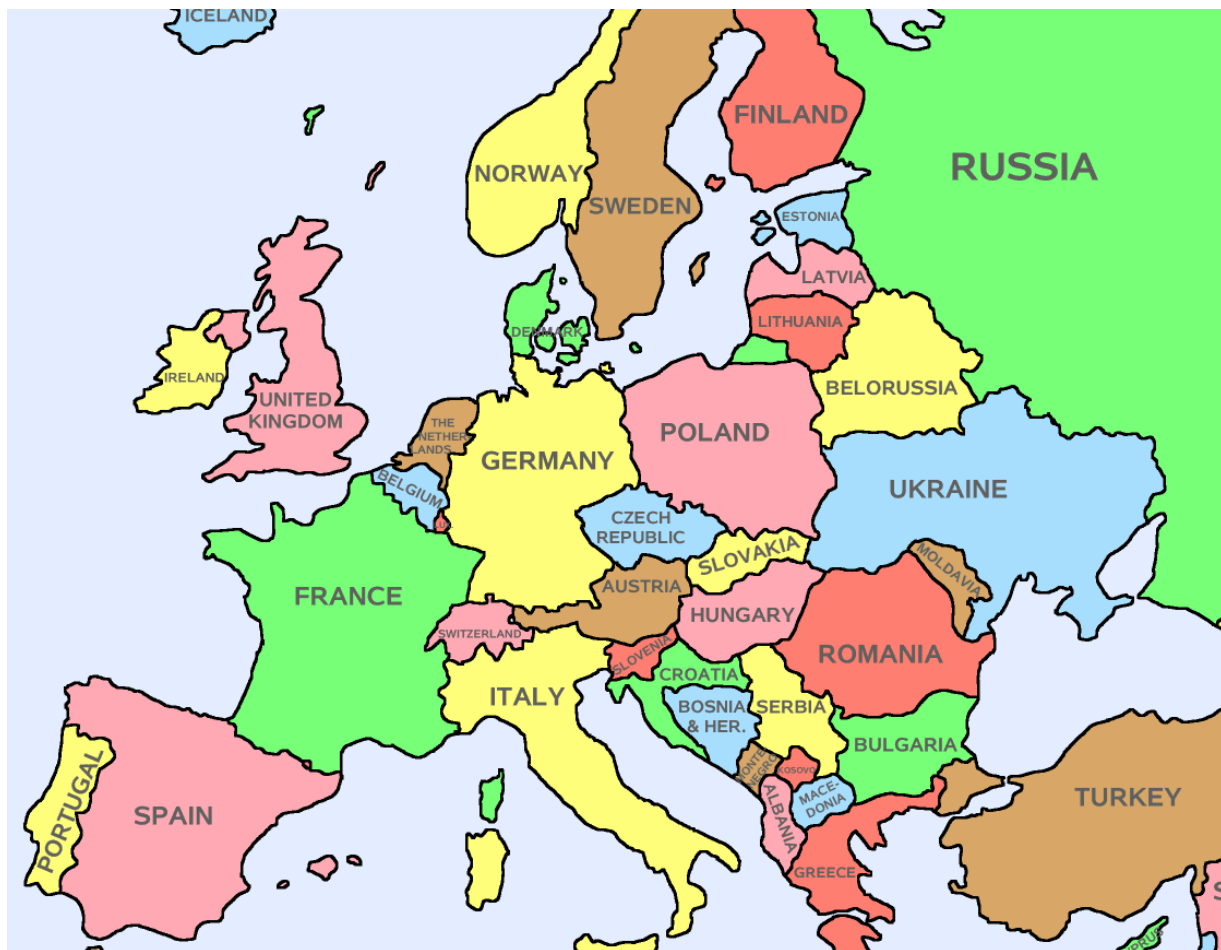 ICELAND
FINLAND
RUSSIA
NORWAY
SWEDEN
ESTONIA
LATVIA
LITHUANIA
DENMARK
IRELAND
BELORUSSIA
UNITED
KINGDOM
THE
NETHER
LANDS
POLAND
GERMANY
BELGIUM
UKRAINE
CZECH
REPUBLIC
SLOVAKIA
MOLDAVIA
AUSTRIA
FRANCE
HUNGARY
SWITZERLAND
SLOVENIA
ROMANIA
CROATIA
ITALY
BOSNIA
& HER.
SERBIA
BULGARIA
MONTE
NEGRO
KOSOVO
MACE-
DONIA
ALBANIA
TURKEY
PORTUGAL
SPAIN
GREECE